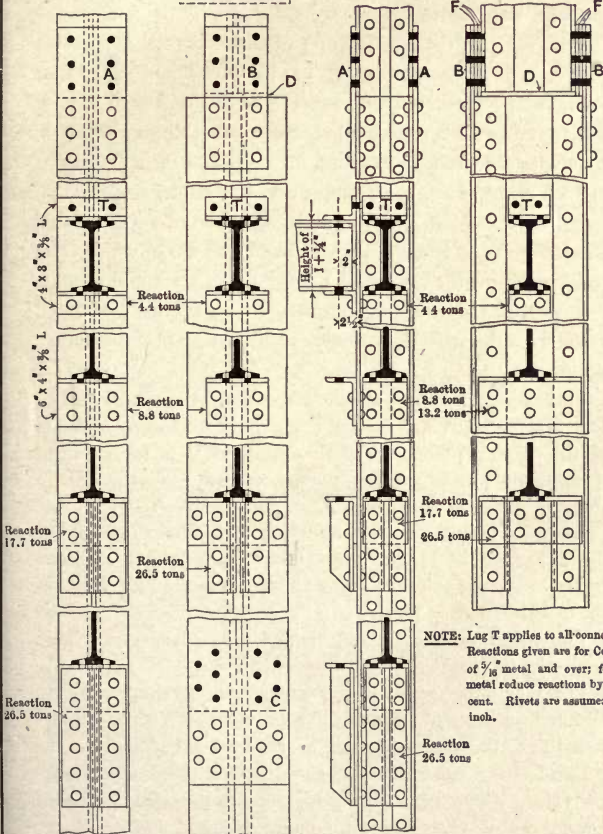 F F
A
B
D
A A
B D B
4" x 3" x 3/8" L
T
T
Height of
I + 1/4"
2"
T
T
Reaction
4.4 tons
2 1/2"
Reaction
4 4 tons
6" x 4" x 3/8" L
Reaction
8.8 tons
Reaction
8.8 tons
13.2 tons
Reaction
17.7 tons
Reaction
26.5 tons
Reaction
17.7 tons
26.5 tons
NOTE: Lug T applies to all conne
Reactions given are for Co
of 5/16" metal and over; f
metal reduce reactions by
cent. Rivets are assume
inch.
Reaction
26.5 tons
C
Reaction
26.5 tons